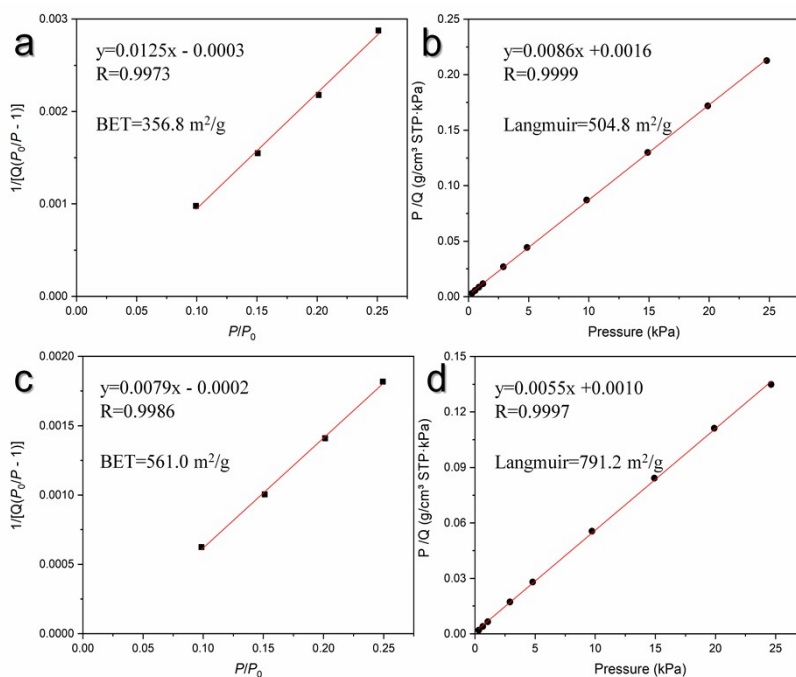 a
y=0.0125x - 0.0003
R=0.9973
BET=356.8 m²/g
1/[Q(P₀/P - 1)]
0.003
0.002
0.001
0.000
0.00 0.05 0.10 0.15 0.20 0.25
P/P₀
b
y=0.0086x +0.0016
R=0.9999
Langmuir=504.8 m²/g
P /Q (g/cm³ STP·kPa)
0.25
0.20
0.15
0.10
0.05
0.00
0 5 10 15 20 25
Pressure (kPa)
c
y=0.0079x - 0.0002
R=0.9986
BET=561.0 m²/g
1/[Q(P₀/P - 1)]
0.0020
0.0015
0.0010
0.0005
0.0000
0.00 0.05 0.10 0.15 0.20 0.25
P/P₀
d
y=0.0055x +0.0010
R=0.9997
Langmuir=791.2 m²/g
P /Q (g/cm³ STP·kPa)
0.15
0.12
0.09
0.06
0.03
0.00
0 5 10 15 20 25
Pressure (kPa)